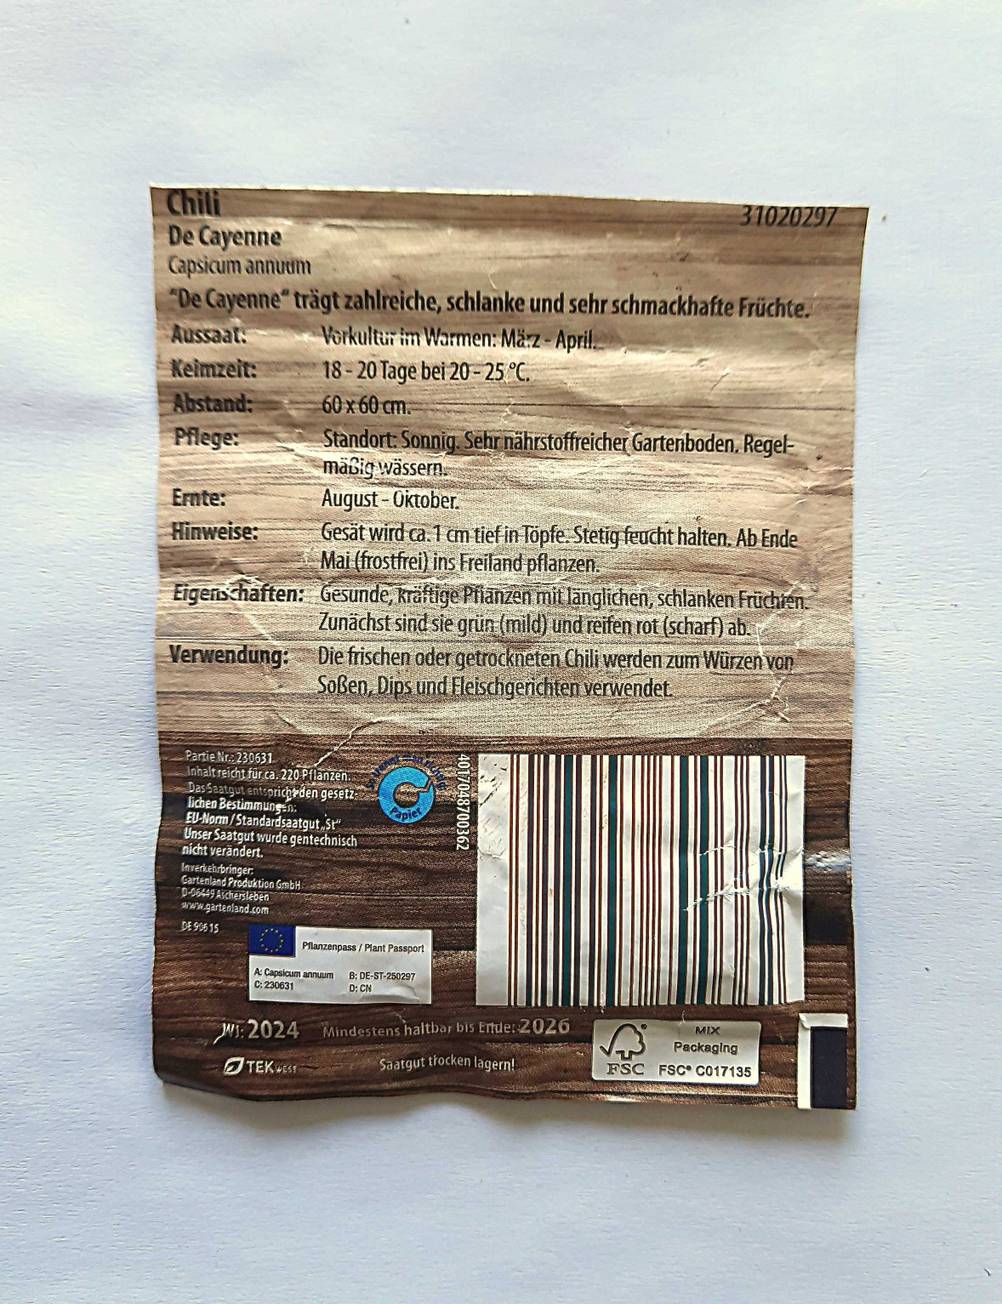 Chili
31020297
De Cayenne
Capsicum annuum
"De Cayenne" trägt zahlreiche, schlanke und sehr schmackhafte Früchte.
Aussaat: Vorkultur im Warmen: März - April.
Keimzeit: 18 - 20 Tage bei 20 - 25 °C.
Abstand: 60 x 60 cm.
Pflege: Standort: Sonnig. Sehr nährstoffreicher Gartenboden. Regel-
mäßig wässern.
Ernte: August - Oktober.
Hinweise: Gesät wird ca. 1 cm tief in Töpfe. Stetig feucht halten. Ab Ende
Mai (frostfrei) ins Freiland pflanzen.
Eigenschaften: Gesunde, kräftige Pflanzen mit länglichen, schlanken Früchten.
Zunächst sind sie grün (mild) und reifen rot (scharf) ab.
Verwendung: Die frischen oder getrockneten Chili werden zum Würzen von
Soßen, Dips und Fleischgerichten verwendet.
Partie Nr.: 230631
Inhalt reicht für ca. 220 Pflanzen.
Das Saatgut entspricht den gesetz-
lichen Bestimmungen:
EU-Norm / Standardsaatgut „St"
Unser Saatgut wurde gentechnisch
nicht verändert.
Inverkehrbringer:
Gartenland Produktion GmbH
D-06449 Aschersleben
www.gartenland.com
DE 906 15
Papier
4017048700362
Pflanzenpass / Plant Passport
A: Capsicum annuum B: DE-ST-250297
C: 230631 D: CN
WJ: 2024 Mindestens haltbar bis Ende: 2026
TEK WEST
Saatgut trocken lagern!
FSC
MIX
Packaging
FSC® C017135